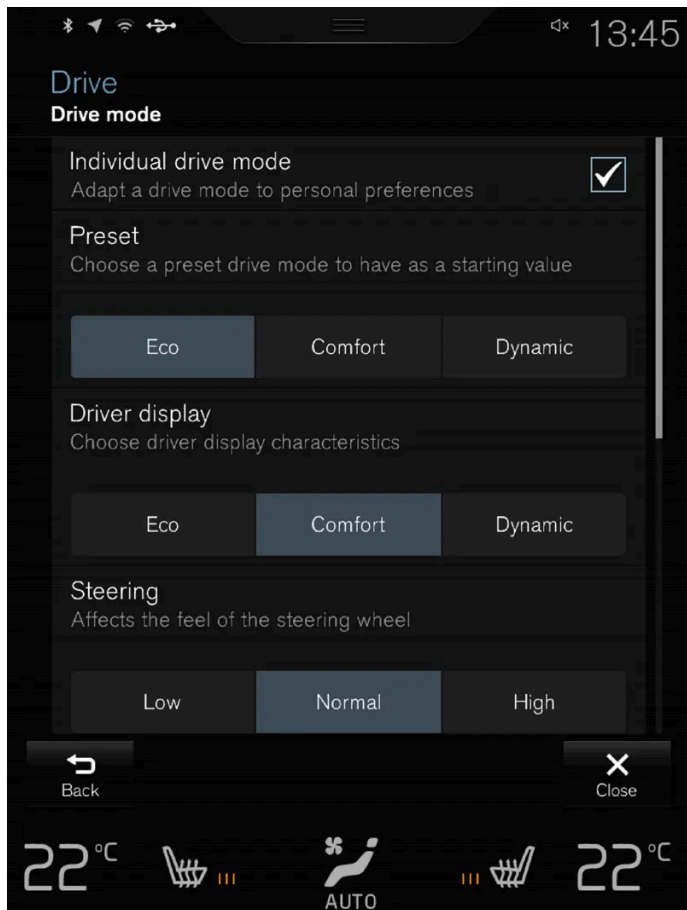 13:45
Drive
Drive mode
Individual drive mode
Adapt a drive mode to personal preferences
Preset
Choose a preset drive mode to have as a starting value
Eco Comfort Dynamic
Driver display
Choose driver display characteristics
Eco Comfort Dynamic
Steering
Affects the feel of the steering wheel
Low Normal High
Back Close
22°C 22°C
AUTO